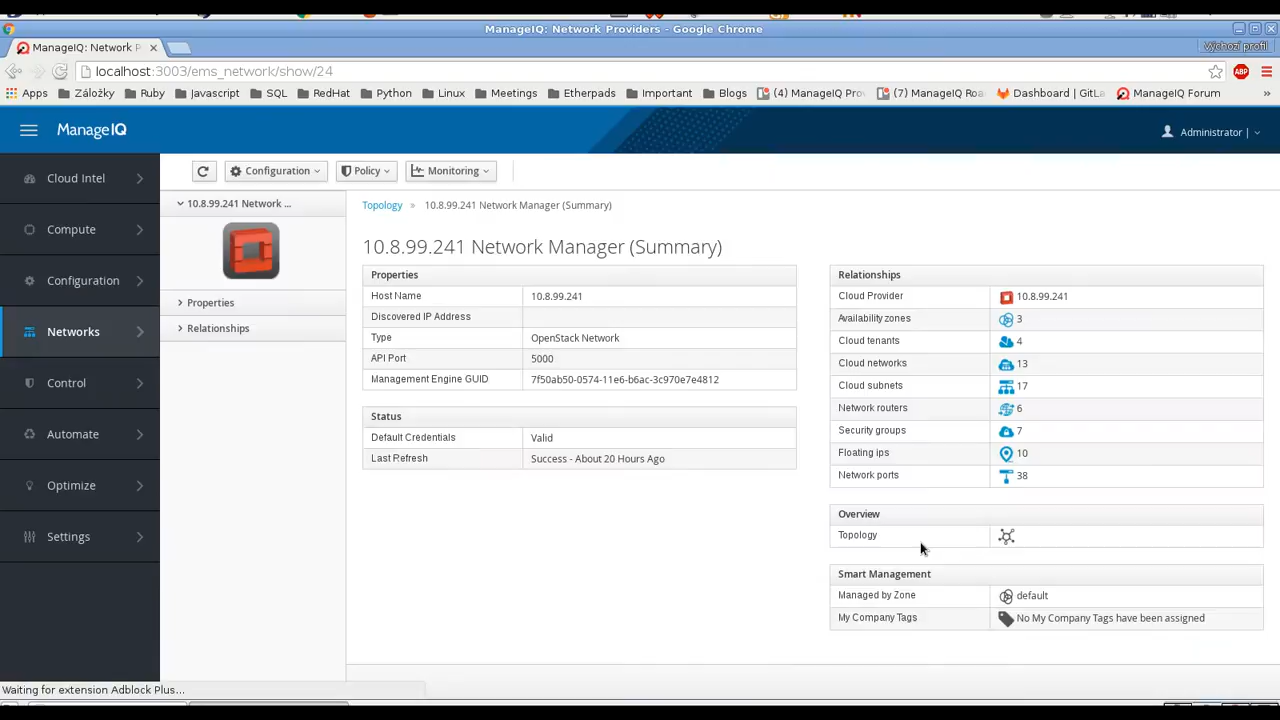 ManageIQ: Network Providers - Google Chrome
ManageIQ: Network P
Výchozí profil
localhost:3003/ems_network/show/24
Apps Záložky Ruby Javascript SQL RedHat Python Linux Meetings Etherpads Important Blogs (4) ManageIQ Pro (7) ManageIQ Roa Dashboard | GitLa ManageIQ Forum »
ManageIQ
Administrator |
Configuration Policy Monitoring
Cloud Intel
Compute
Configuration
Networks
Control
Automate
Optimize
Settings
10.8.99.241 Network ...
Properties
Relationships
Topology » 10.8.99.241 Network Manager (Summary)
10.8.99.241 Network Manager (Summary)
Properties
Host Name 10.8.99.241
Discovered IP Address
Type OpenStack Network
API Port 5000
Management Engine GUID 7f50ab50-0574-11e6-b6ac-3c970e7e4812
Status
Default Credentials Valid
Last Refresh Success - About 20 Hours Ago
Relationships
Cloud Provider 10.8.99.241
Availability zones 3
Cloud tenants 4
Cloud networks 13
Cloud subnets 17
Network routers 6
Security groups 7
Floating ips 10
Network ports 38
Overview
Topology
Smart Management
Managed by Zone default
My Company Tags No My Company Tags have been assigned
Waiting for extension Adblock Plus...
ABP